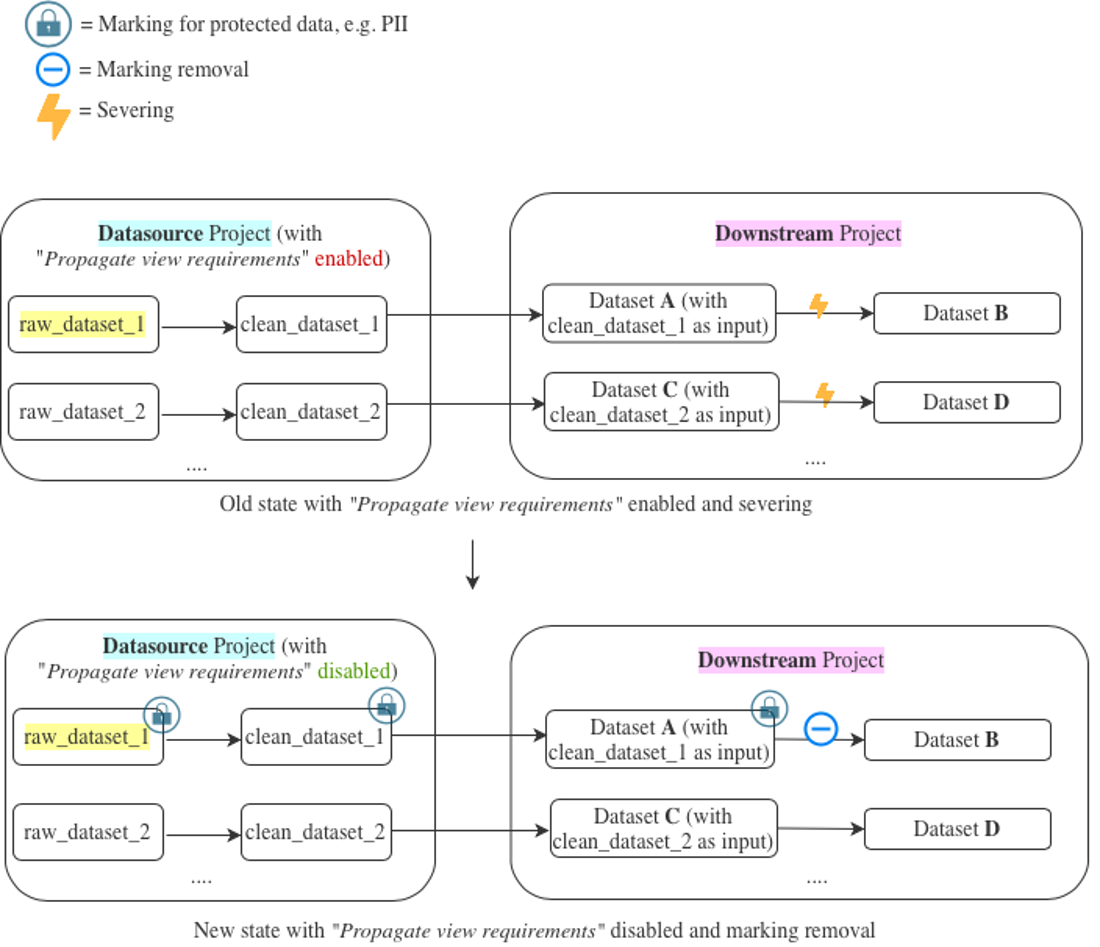 = Marking for protected data, e.g. PII
= Marking removal
= Severing
Datasource Project (with
"Propagate view requirements" enabled)
raw_dataset_1
clean_dataset_1
raw_dataset_2
clean_dataset_2
....
Downstream Project
Dataset A (with
clean_dataset_1 as input)
Dataset B
Dataset C (with
clean_dataset_2 as input)
Dataset D
....
Old state with "Propagate view requirements" enabled and severing
Datasource Project (with
"Propagate view requirements" disabled)
raw_dataset_1
clean_dataset_1
raw_dataset_2
clean_dataset_2
....
Downstream Project
Dataset A (with
clean_dataset_1 as input)
Dataset B
Dataset C (with
clean_dataset_2 as input)
Dataset D
....
New state with "Propagate view requirements" disabled and marking removal